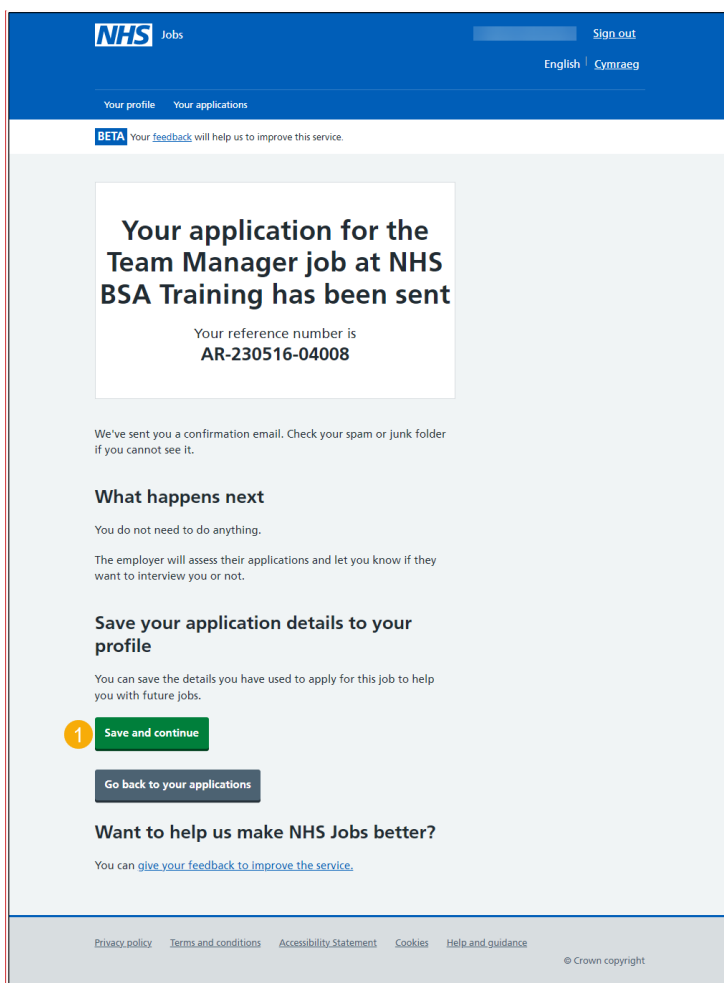 NHS Jobs
Sign out
English Cymraeg
Your profile Your applications
BETA Your feedback will help us to improve this service.
Your application for the
Team Manager job at NHS
BSA Training has been sent
Your reference number is
AR-230516-04008
We've sent you a confirmation email. Check your spam or junk folder
if you cannot see it.
What happens next
You do not need to do anything.
The employer will assess their applications and let you know if they
want to interview you or not.
Save your application details to your
profile
You can save the details you have used to apply for this job to help
you with future jobs.
1 Save and continue
Go back to your applications
Want to help us make NHS Jobs better?
You can give your feedback to improve the service.
Privacy policy Terms and conditions Accessibility Statement Cookies Help and guidance
© Crown copyright